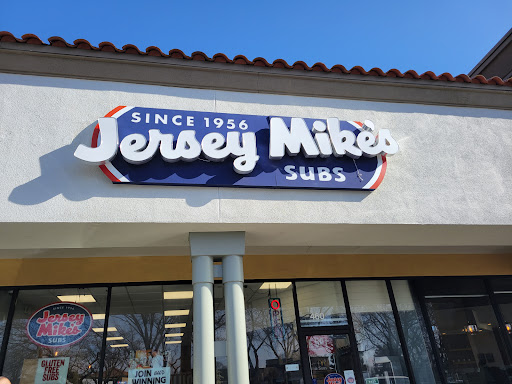 SINCE 1956
Jersey Mike's
SUBS
Jersey
Mike's
SUBS
GLUTEN
FREE
SUBS
JOIN
WINNING